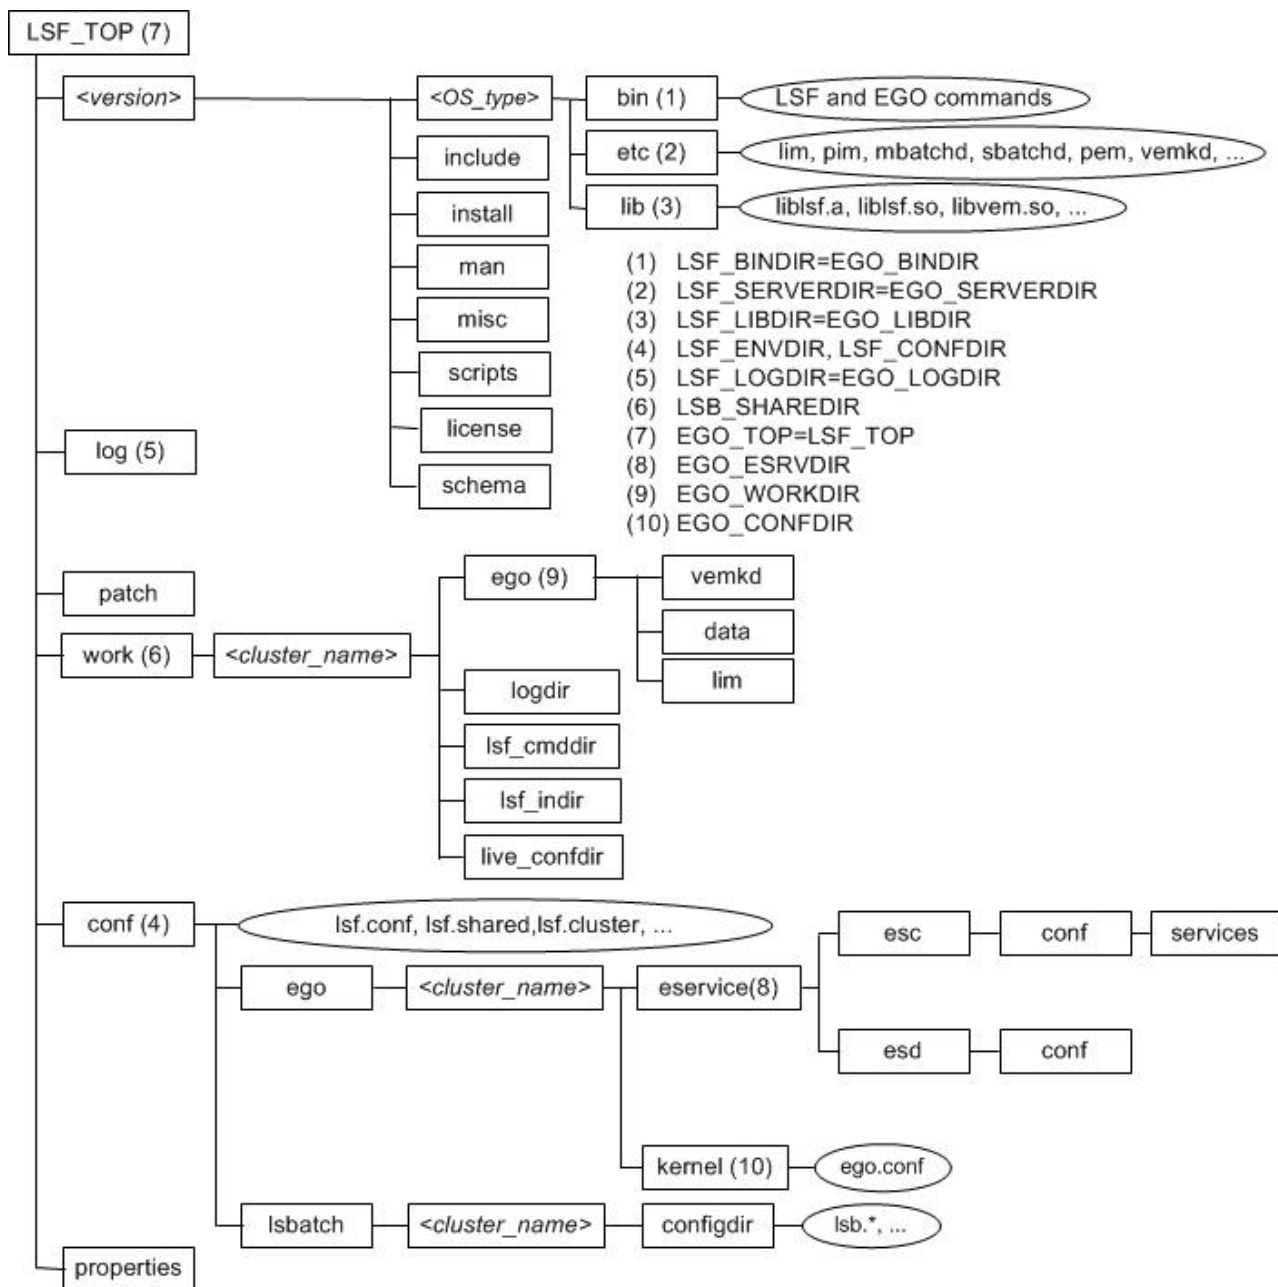 LSF_TOP (7)
<version>
<OS_type>
bin (1)
LSF and EGO commands
include
etc (2)
lim, pim, mbatchd, sbatchd, pem, vemkd, ...
install
lib (3)
liblsf.a, liblsf.so, libvem.so, ...
man
misc
scripts
license
schema
(1) LSF_BINDIR=EGO_BINDIR
(2) LSF_SERVERDIR=EGO_SERVERDIR
(3) LSF_LIBDIR=EGO_LIBDIR
(4) LSF_ENVDIR, LSF_CONFDIR
(5) LSF_LOGDIR=EGO_LOGDIR
(6) LSB_SHAREDIR
(7) EGO_TOP=LSF_TOP
(8) EGO_ESRVDIR
(9) EGO_WORKDIR
(10) EGO_CONFDIR
log (5)
patch
work (6)
<cluster_name>
ego (9)
vemkd
data
lim
logdir
lsf_cmddir
lsf_indir
live_confdir
conf (4)
lsf.conf, lsf.shared,lsf.cluster, ...
ego
<cluster_name>
eservice(8)
esc
conf
services
esd
conf
kernel (10)
ego.conf
lsbatch
<cluster_name>
configdir
lsb.*, ...
properties